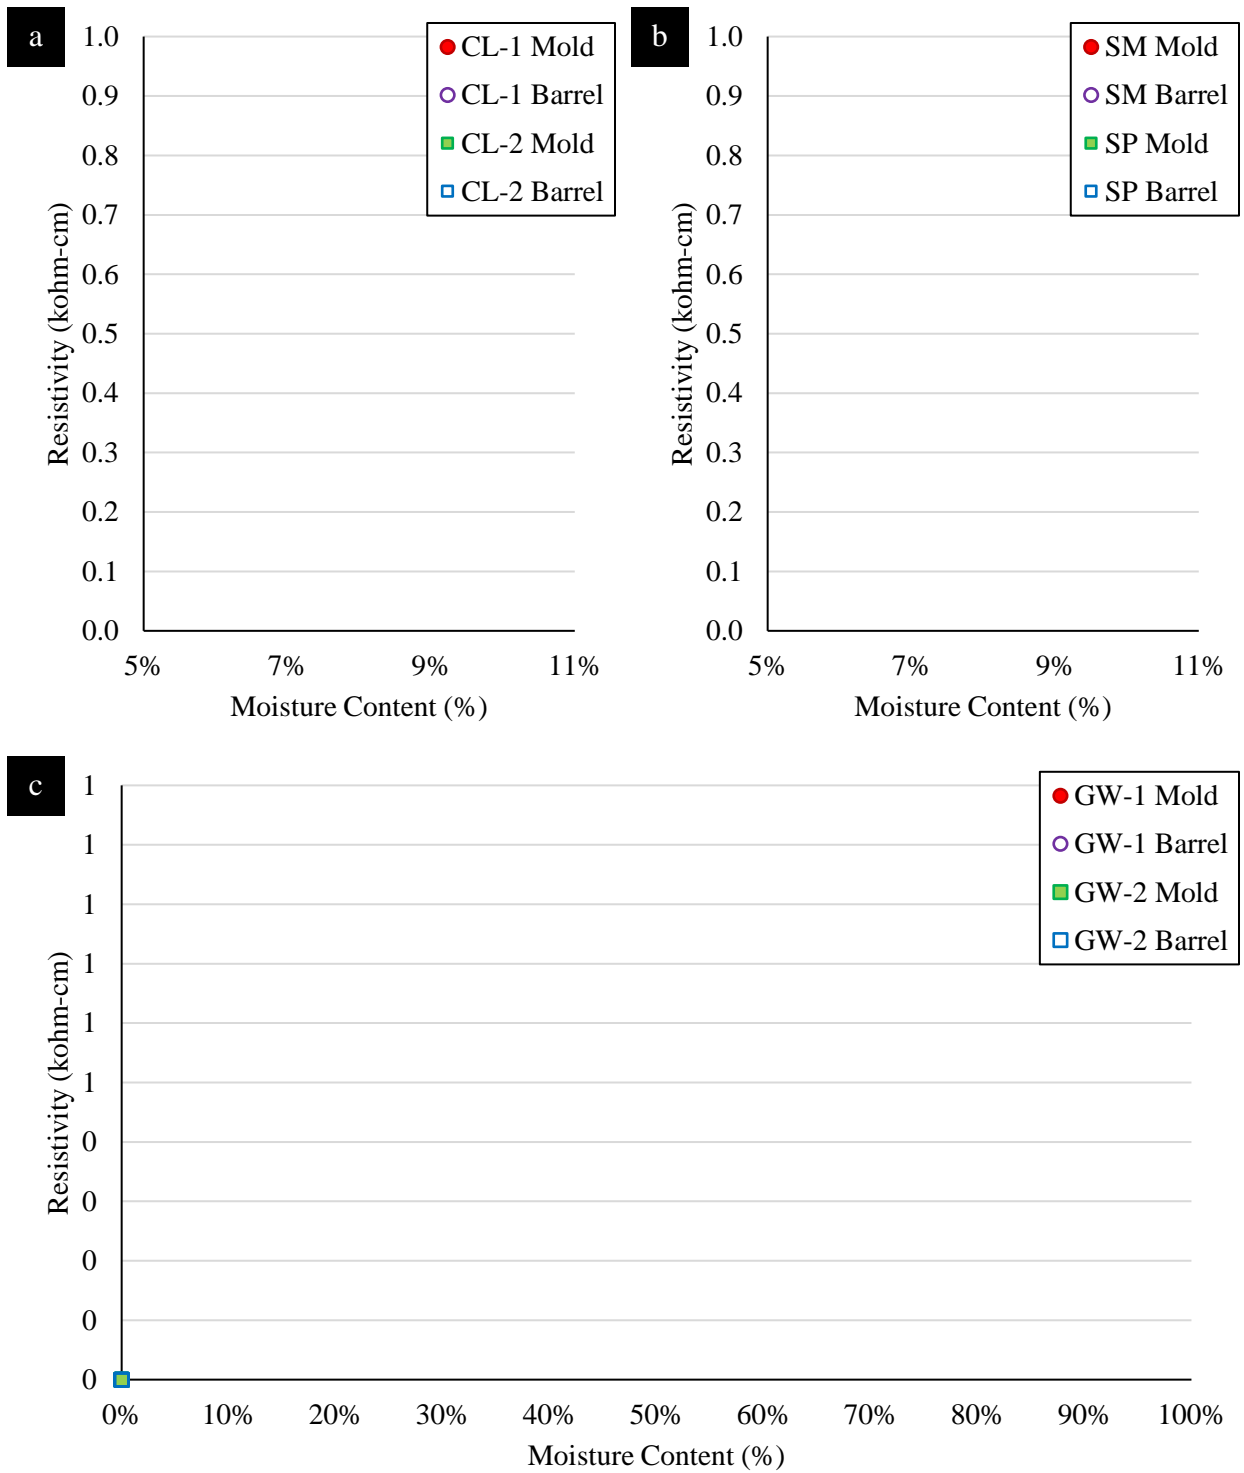 a
1.0
0.9
0.8
0.7
0.6
0.5
0.4
0.3
0.2
0.1
0.0
Resistivity (kohm-cm)
5% 7% 9% 11%
Moisture Content (%)
CL-1 Mold
CL-1 Barrel
CL-2 Mold
CL-2 Barrel
b
1.0
0.9
0.8
0.7
0.6
0.5
0.4
0.3
0.2
0.1
0.0
Resistivity (kohm-cm)
5% 7% 9% 11%
Moisture Content (%)
SM Mold
SM Barrel
SP Mold
SP Barrel
c
1
1
1
1
1
1
0
0
0
0
0
Resistivity (kohm-cm)
0% 10% 20% 30% 40% 50% 60% 70% 80% 90% 100%
Moisture Content (%)
GW-1 Mold
GW-1 Barrel
GW-2 Mold
GW-2 Barrel